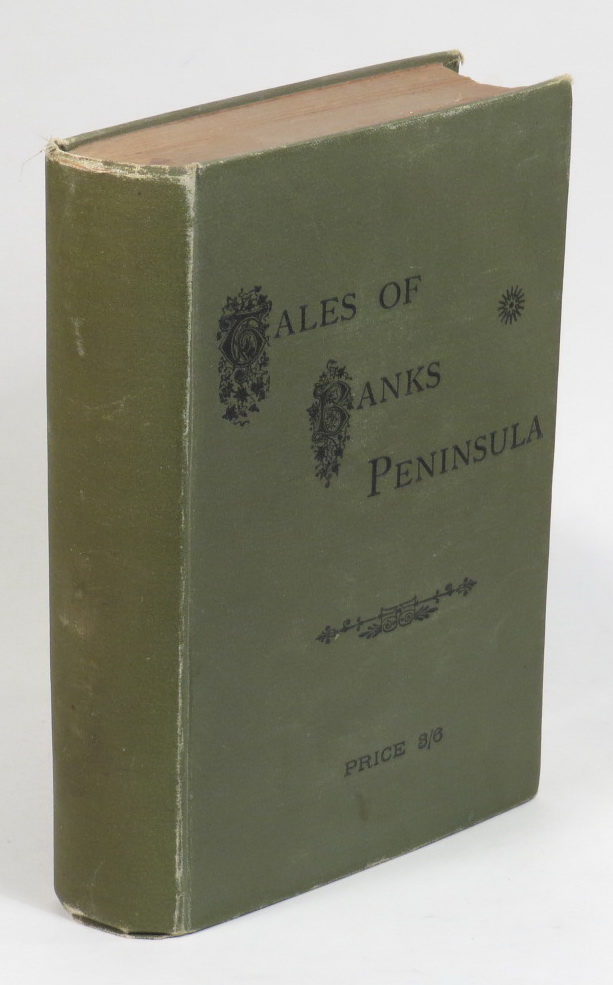 TALES OF
BANKS
PENINSULA
PRICE 3/6